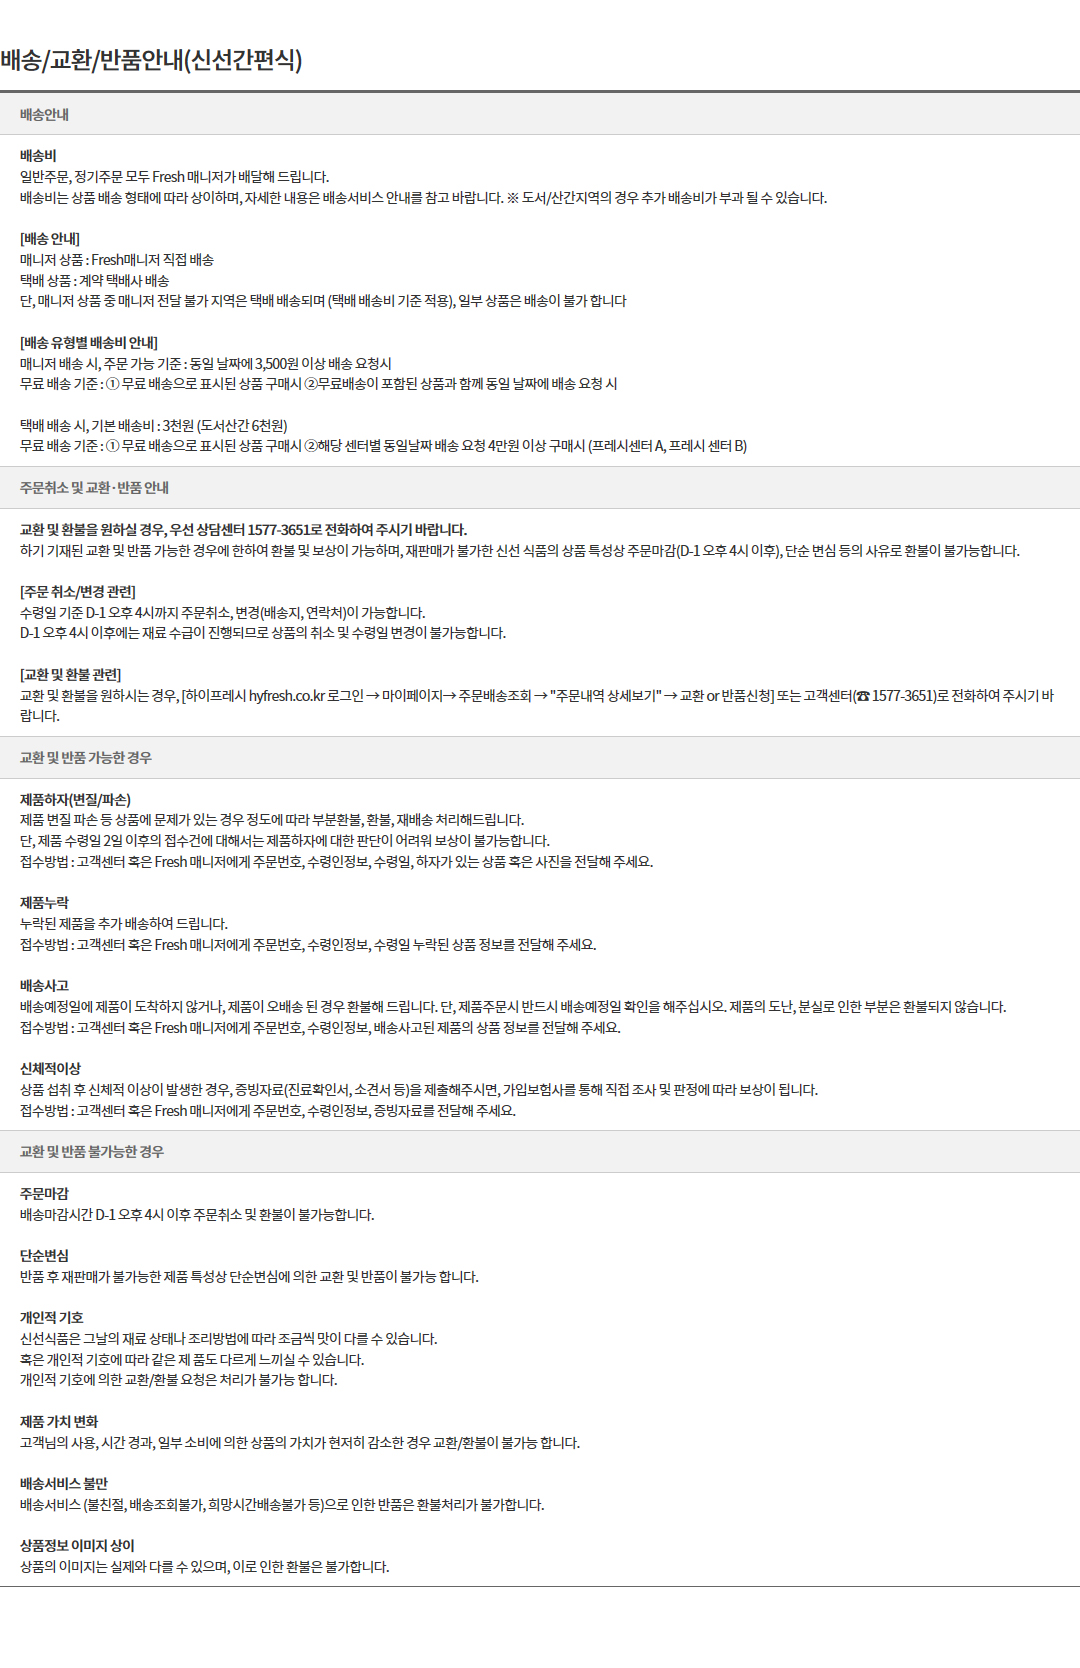 배송/교환/반품안내(신선간편식)
배송안내
배송비
일반주문, 정기주문 모두 Fresh 매니저가 배달해 드립니다.
배송비는 상품 배송 형태에 따라 상이하며, 자세한 내용은 배송서비스 안내를 참고 바랍니다. ※ 도서/산간지역의 경우 추가 배송비가 부과 될 수 있습니다.
[배송 안내]
매니저 상품 : Fresh매니저 직접 배송
택배 상품 : 계약 택배사 배송
단, 매니저 상품 중 매니저 전달 불가 지역은 택배 배송되며 (택배 배송비 기준 적용), 일부 상품은 배송이 불가 합니다
[배송 유형별 배송비 안내]
매니저 배송 시, 주문 가능 기준 : 동일 날짜에 3,500원 이상 배송 요청시
무료 배송 기준 : ① 무료 배송으로 표시된 상품 구매시 ②무료배송이 포함된 상품과 함께 동일 날짜에 배송 요청 시
택배 배송 시, 기본 배송비 : 3천원 (도서산간 6천원)
무료 배송 기준 : ① 무료 배송으로 표시된 상품 구매시 ②해당 센터별 동일날짜 배송 요청 4만원 이상 구매시 (프레시센터 A, 프레시 센터 B)
주문취소 및 교환·반품 안내
교환 및 환불을 원하실 경우, 우선 상담센터 1577-3651로 전화하여 주시기 바랍니다.
하기 기재된 교환 및 반품 가능한 경우에 한하여 환불 및 보상이 가능하며, 재판매가 불가한 신선 식품의 상품 특성상 주문마감(D-1 오후 4시 이후), 단순 변심 등의 사유로 환불이 불가능합니다.
[주문 취소/변경 관련]
수령일 기준 D-1 오후 4시까지 주문취소, 변경(배송지, 연락처)이 가능합니다.
D-1 오후 4시 이후에는 재료 수급이 진행되므로 상품의 취소 및 수령일 변경이 불가능합니다.
[교환 및 환불 관련]
교환 및 환불을 원하시는 경우, [하이프레시 hyfresh.co.kr 로그인 → 마이페이지→ 주문배송조회 → "주문내역 상세보기" → 교환 or 반품신청] 또는 고객센터(☎ 1577-3651)로 전화하여 주시기 바
랍니다.
교환 및 반품 가능한 경우
제품하자(변질/파손)
제품 변질 파손 등 상품에 문제가 있는 경우 정도에 따라 부분환불, 환불, 재배송 처리해드립니다.
단, 제품 수령일 2일 이후의 접수건에 대해서는 제품하자에 대한 판단이 어려워 보상이 불가능합니다.
접수방법 : 고객센터 혹은 Fresh 매니저에게 주문번호, 수령인정보, 수령일, 하자가 있는 상품 혹은 사진을 전달해 주세요.
제품누락
누락된 제품을 추가 배송하여 드립니다.
접수방법 : 고객센터 혹은 Fresh 매니저에게 주문번호, 수령인정보, 수령일 누락된 상품 정보를 전달해 주세요.
배송사고
배송예정일에 제품이 도착하지 않거나, 제품이 오배송 된 경우 환불해 드립니다. 단, 제품주문시 반드시 배송예정일 확인을 해주십시오. 제품의 도난, 분실로 인한 부분은 환불되지 않습니다.
접수방법 : 고객센터 혹은 Fresh 매니저에게 주문번호, 수령인정보, 배송사고된 제품의 상품 정보를 전달해 주세요.
신체적이상
상품 섭취 후 신체적 이상이 발생한 경우, 증빙자료(진료확인서, 소견서 등)을 제출해주시면, 가입보험사를 통해 직접 조사 및 판정에 따라 보상이 됩니다.
접수방법 : 고객센터 혹은 Fresh 매니저에게 주문번호, 수령인정보, 증빙자료를 전달해 주세요.
교환 및 반품 불가능한 경우
주문마감
배송마감시간 D-1 오후 4시 이후 주문취소 및 환불이 불가능합니다.
단순변심
반품 후 재판매가 불가능한 제품 특성상 단순변심에 의한 교환 및 반품이 불가능 합니다.
개인적 기호
신선식품은 그날의 재료 상태나 조리방법에 따라 조금씩 맛이 다를 수 있습니다.
혹은 개인적 기호에 따라 같은 제 품도 다르게 느끼실 수 있습니다.
개인적 기호에 의한 교환/환불 요청은 처리가 불가능 합니다.
제품 가치 변화
고객님의 사용, 시간 경과, 일부 소비에 의한 상품의 가치가 현저히 감소한 경우 교환/환불이 불가능 합니다.
배송서비스 불만
배송서비스 (불친절, 배송조회불가, 희망시간배송불가 등)으로 인한 반품은 환불처리가 불가합니다.
상품정보 이미지 상이
상품의 이미지는 실제와 다를 수 있으며, 이로 인한 환불은 불가합니다.